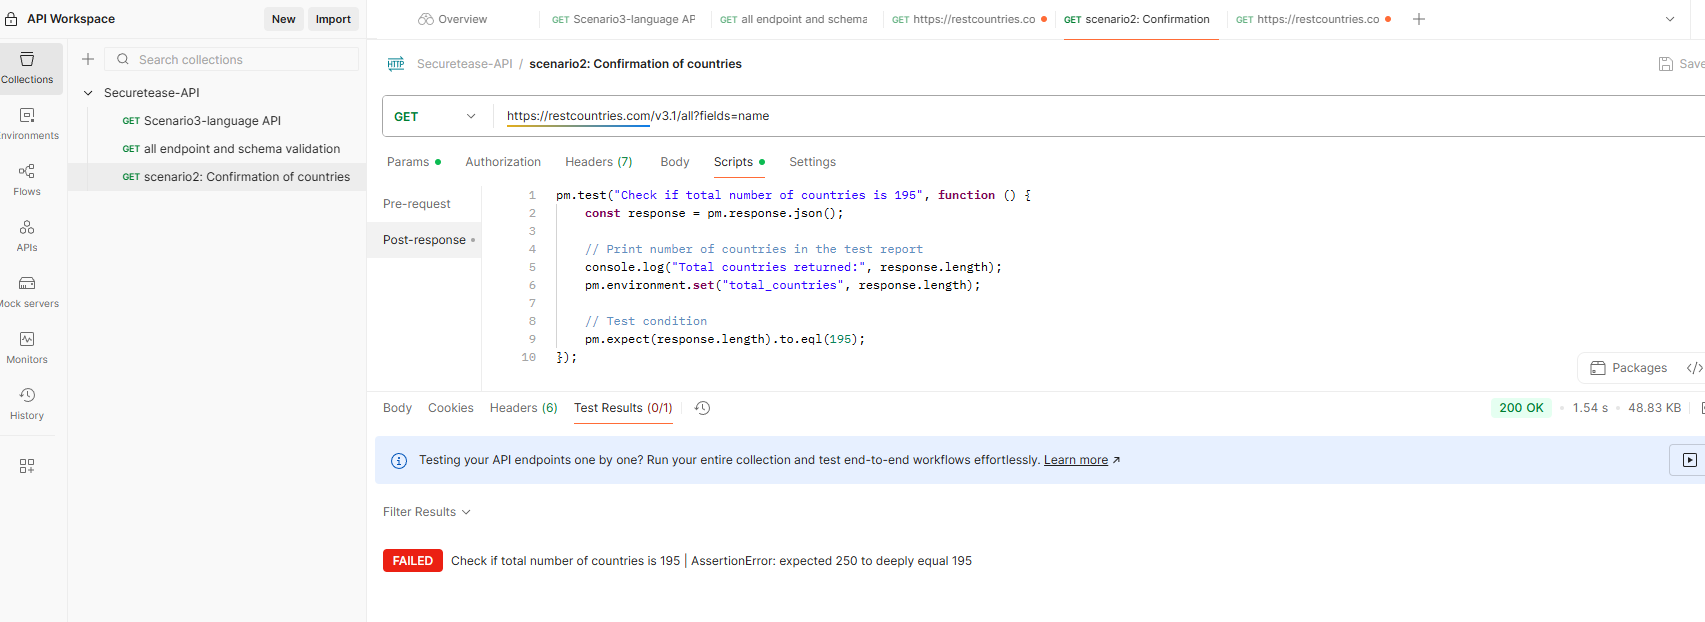 API Workspace
New
Import
Overview
GET Scenario3-language AP
GET all endpoint and schema
GET https://restcountries.co
GET scenario2: Confirmation
GET https://restcountries.co
Collections
Environments
Flows
APIs
Mock servers
Monitors
History
Search collections
Securetease-API
GET Scenario3-language API
GET all endpoint and schema validation
GET scenario2: Confirmation of countries
HTTP Securetease-API / scenario2: Confirmation of countries
Save
GET
https://restcountries.com/v3.1/all?fields=name
Params
Authorization
Headers (7)
Body
Scripts
Settings
Pre-request
Post-response
1 pm.test("Check if total number of countries is 195", function () {
2 const response = pm.response.json();
3
4 // Print number of countries in the test report
5 console.log("Total countries returned:", response.length);
6 pm.environment.set("total_countries", response.length);
7
8 // Test condition
9 pm.expect(response.length).to.eql(195);
10 });
Packages
</>
Body
Cookies
Headers (6)
Test Results (0/1)
200 OK
1.54 s
48.83 KB
Testing your API endpoints one by one? Run your entire collection and test end-to-end workflows effortlessly. Learn more ↗
Filter Results
FAILED
Check if total number of countries is 195 | AssertionError: expected 250 to deeply equal 195